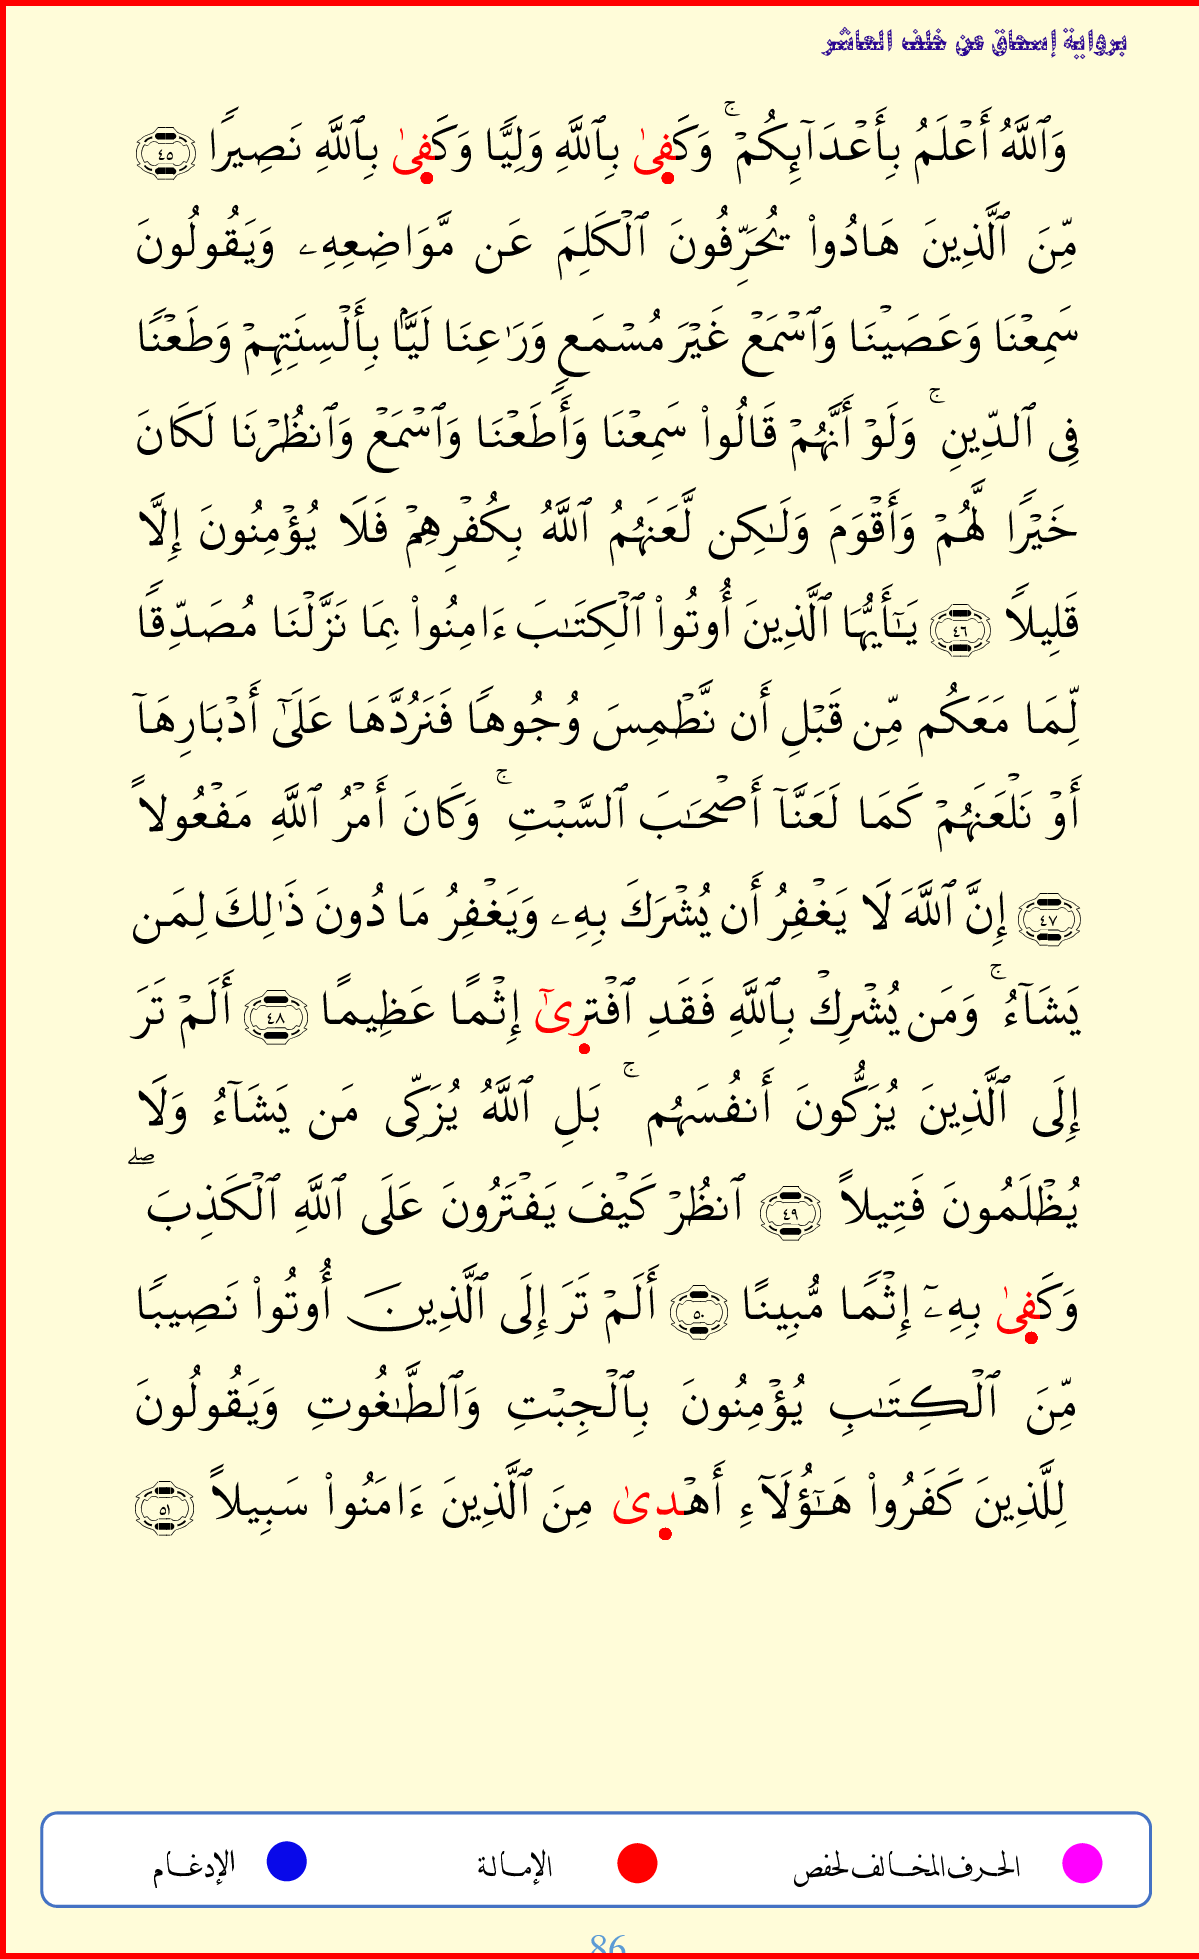 برواية إسحاق عن خلف العاشر
وَٱللَّهُ أَعۡلَمُ بِأَعۡدَآئِكُمۡۚ وَكَفِىٰ بِٱللَّهِ وَلِيًّا وَكَفِىٰ بِٱللَّهِ نَصِيرًا ٤٥
مِّنَ ٱلَّذِينَ هَادُواْ يُحَرِّفُونَ ٱلۡكَلِمَ عَن مَّوَاضِعِهِۦ وَيَقُولُونَ
سَمِعۡنَا وَعَصَيۡنَا وَٱسۡمَعۡ غَيۡرَ مُسۡمَعٍ وَرَٰعِنَا لَيَّۢا بِأَلۡسِنَتِهِمۡ وَطَعۡنًا
فِى ٱلدِّينِۚ وَلَوۡ أَنَّهُمۡ قَالُواْ سَمِعۡنَا وَأَطَعۡنَا وَٱسۡمَعۡ وَٱنظُرۡنَا لَكَانَ
خَيۡرًا لَّهُمۡ وَأَقۡوَمَ وَلَـٰكِن لَّعَنَهُمُ ٱللَّهُ بِكُفۡرِهِمۡ فَلَا يُؤۡمِنُونَ إِلَّا
قَلِيلًا ٤٦ يَـٰٓأَيُّهَا ٱلَّذِينَ أُوتُواْ ٱلۡكِتَـٰبَ ءَامِنُواْ بِمَا نَزَّلۡنَا مُصَدِّقًا
لِّمَا مَعَكُم مِّن قَبۡلِ أَن نَّطۡمِسَ وُجُوهًا فَنَرُدَّهَا عَلَىٰٓ أَدۡبَارِهَآ
أَوۡ نَلۡعَنَهُمۡ كَمَا لَعَنَّآ أَصۡحَـٰبَ ٱلسَّبۡتِۚ وَكَانَ أَمۡرُ ٱللَّهِ مَفۡعُولًا
٤٧ إِنَّ ٱللَّهَ لَا يَغۡفِرُ أَن يُشۡرَكَ بِهِۦ وَيَغۡفِرُ مَا دُونَ ذَٰلِكَ لِمَن
يَشَآءُۚ وَمَن يُشۡرِكۡ بِٱللَّهِ فَقَدِ ٱفۡتَرِىٰٓ إِثۡمًا عَظِيمًا ٤٨ أَلَمۡ تَرَ
إِلَى ٱلَّذِينَ يُزَكُّونَ أَنفُسَهُمۚ بَلِ ٱللَّهُ يُزَكِّى مَن يَشَآءُ وَلَا
يُظۡلَمُونَ فَتِيلًا ٤٩ ٱنظُرۡ كَيۡفَ يَفۡتَرُونَ عَلَى ٱللَّهِ ٱلۡكَذِبَۖ
وَكَفِىٰ بِهِۦٓ إِثۡمًا مُّبِينًا ٥٠ أَلَمۡ تَرَ إِلَى ٱلَّذِينَ أُوتُواْ نَصِيبًا
مِّنَ ٱلۡكِتَـٰبِ يُؤۡمِنُونَ بِٱلۡجِبۡتِ وَٱلطَّـٰغُوتِ وَيَقُولُونَ
لِلَّذِينَ كَفَرُواْ هَـٰٓؤُلَآءِ أَهۡدِىٰ مِنَ ٱلَّذِينَ ءَامَنُواْ سَبِيلًا ٥١
الحرف المخالف لحفص الإمالة الإدغام
86